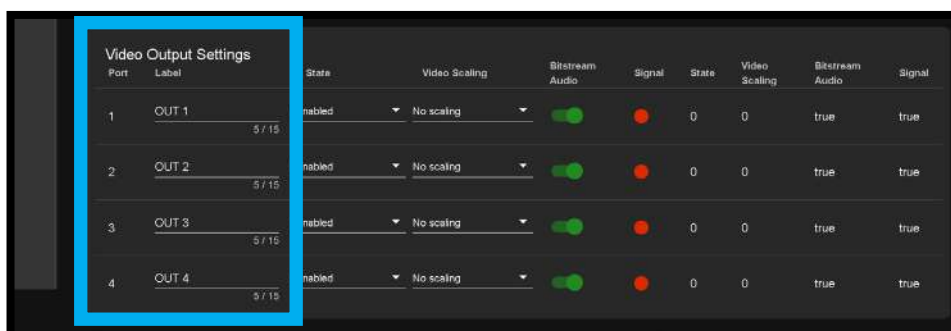 Video Output Settings
Port Label State Video Scaling Bitstream Audio Signal State Video Scaling Bitstream Audio Signal
1 OUT 1 nabled No scaling 0 0 true true
5 / 15
2 OUT 2 nabled No scaling 0 0 true true
5 / 15
3 OUT 3 nabled No scaling 0 0 true true
5 / 15
4 OUT 4 nabled No scaling 0 0 true true
5 / 15